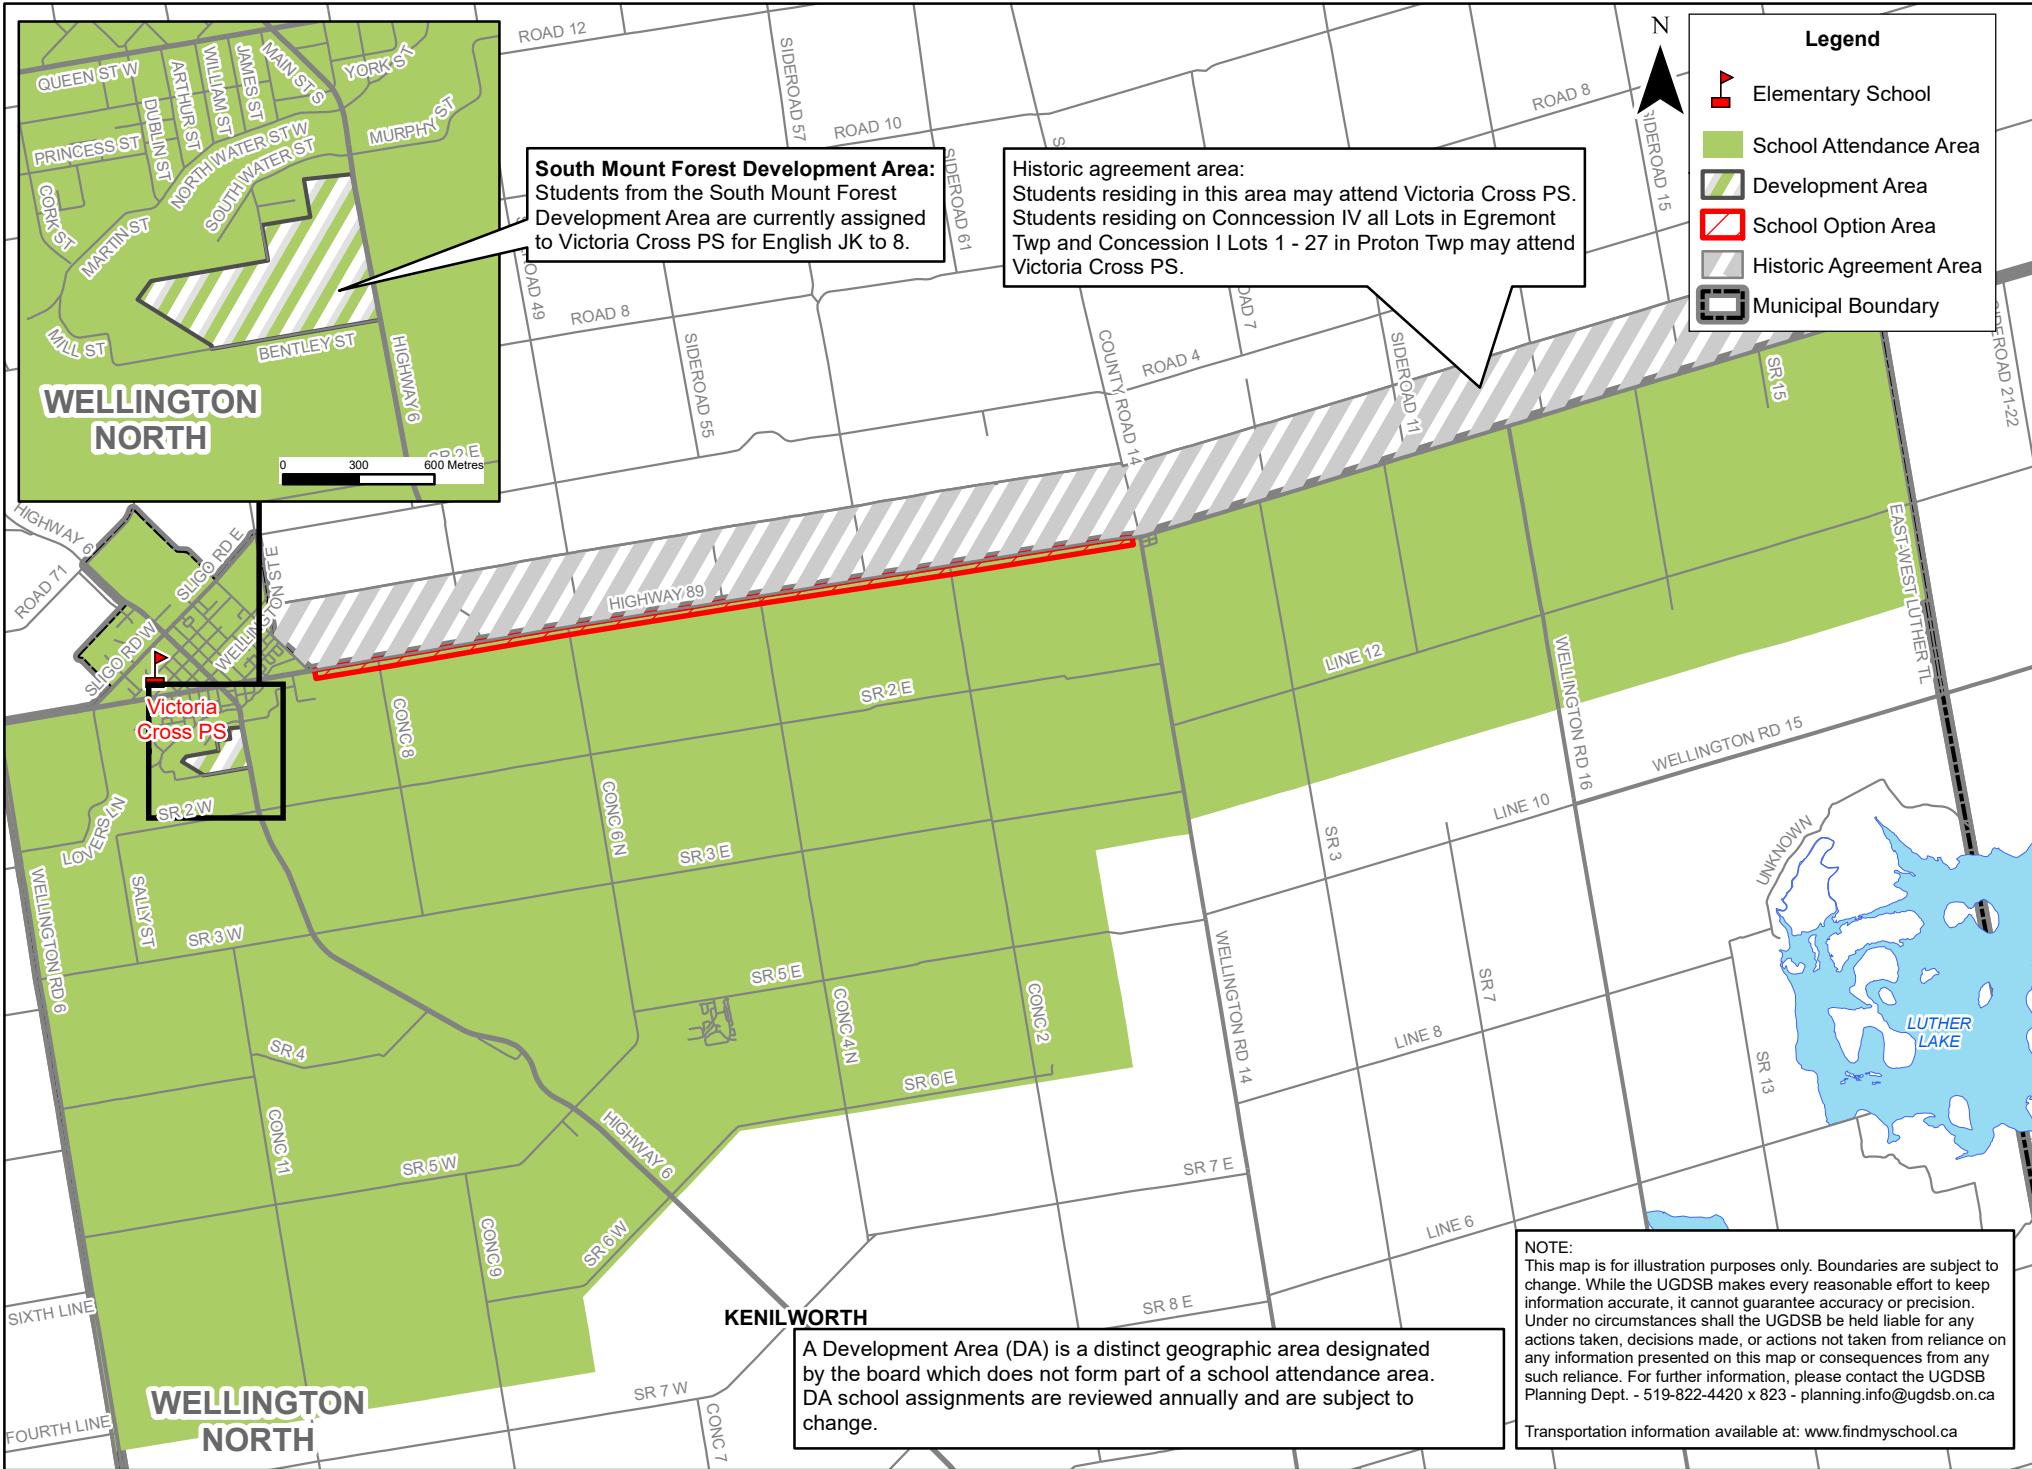 QUEEN ST W
ARTHUR ST
WILLIAM ST
JAMES ST
MAIN ST S
YORK ST
DUBLIN ST
PRINCESS ST
NORTH WATER ST W
SOUTH WATER ST
MURPHY ST
CORK ST
MARTIN ST
MILL ST
BENTLEY ST
HIGHWAY 6
SR 2 E
WELLINGTON
NORTH
0 300 600 Metres
South Mount Forest Development Area:
Students from the South Mount Forest
Development Area are currently assigned
to Victoria Cross PS for English JK to 8.
Historic agreement area:
Students residing in this area may attend Victoria Cross PS.
Students residing on Conncession IV all Lots in Egremont
Twp and Concession I Lots 1 - 27 in Proton Twp may attend
Victoria Cross PS.
N
Legend
Elementary School
School Attendance Area
Development Area
School Option Area
Historic Agreement Area
Municipal Boundary
ROAD 12
SIDEROAD 57
ROAD 10
SIDEROAD 61
ROAD 8
SIDEROAD 15
ROAD 49
ROAD 8
SIDEROAD 55
COUNTY ROAD 14
ROAD 4
OAD 7
SIDEROAD 11
SR 15
SIDEROAD 21-22
HIGHWAY 6
ROAD 71
SLIGO RD E
SLIGO RD W
WELLINGTON ST E
HIGHWAY 89
Victoria
Cross PS
EAST-WEST LUTHER TL
LINE 12
WELLINGTON RD 16
WELLINGTON RD 15
SR 2 E
CONC 8
CONC 6 N
SR 2 W
LOVERS LN
SALLY ST
WELLINGTON RD 6
SR 3 E
SR 3 W
SR 3
LINE 10
UNKNOWN
SR 5 E
CONC 4 N
CONC 2
WELLINGTON RD 14
SR 7
LINE 8
SR 13
LUTHER
LAKE
SR 4
CONC 11
SR 6 E
HIGHWAY 6
SR 5 W
CONC 9
SR 6 W
SR 7 E
LINE 6
SIXTH LINE
SR 8 E
KENILWORTH
SR 7 W
CONC 7
WELLINGTON
NORTH
FOURTH LINE
A Development Area (DA) is a distinct geographic area designated
by the board which does not form part of a school attendance area.
DA school assignments are reviewed annually and are subject to
change.
NOTE:
This map is for illustration purposes only. Boundaries are subject to
change. While the UGDSB makes every reasonable effort to keep
information accurate, it cannot guarantee accuracy or precision.
Under no circumstances shall the UGDSB be held liable for any
actions taken, decisions made, or actions not taken from reliance on
any information presented on this map or consequences from any
such reliance. For further information, please contact the UGDSB
Planning Dept. - 519-822-4420 x 823 - planning.info@ugdsb.on.ca
Transportation information available at: www.findmyschool.ca